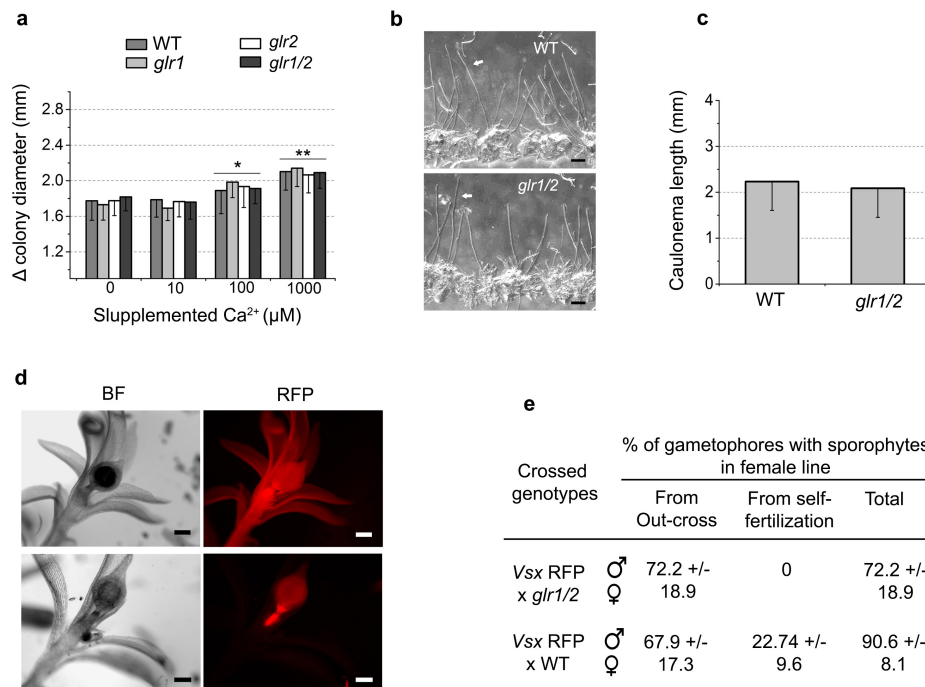 a
WT
glr2
glr1
glr1/2
Δ colony diameter (mm)
2.8
2.4
2.0
1.6
1.2
*
**
0
10
100
1000
Slupplemented Ca²⁺ (μM)
b
WT
glr1/2
c
Caulonema length (mm)
4
3
2
1
0
WT
glr1/2
d
BF
RFP
e
% of gametophores with sporophytes
in female line
Crossed
genotypes
From
Out-cross
From self-
fertilization
Total
Vsx RFP ♂
x glr1/2 ♀
72.2 +/-
18.9
0
72.2 +/-
18.9
Vsx RFP ♂
x WT ♀
67.9 +/-
17.3
22.74 +/-
9.6
90.6 +/-
8.1